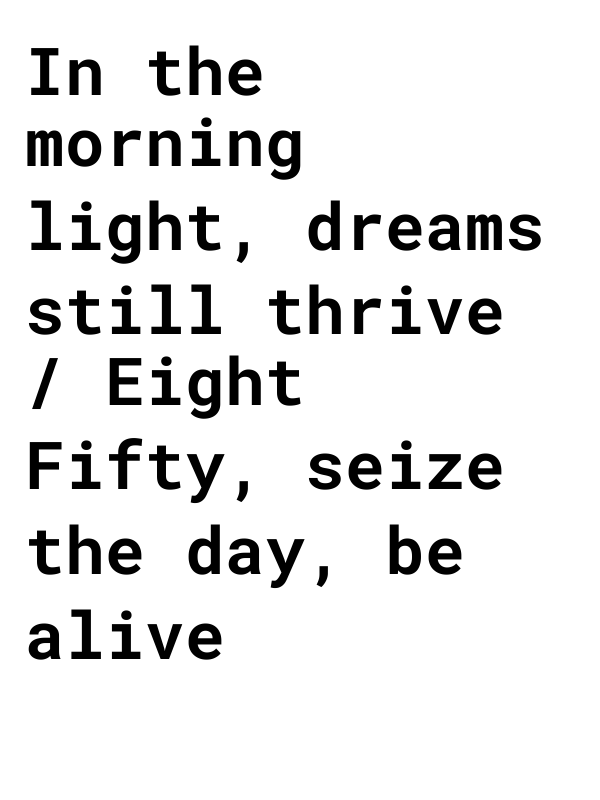 In the
morning
light, dreams
still thrive
/ Eight
Fifty, seize
the day, be
alive